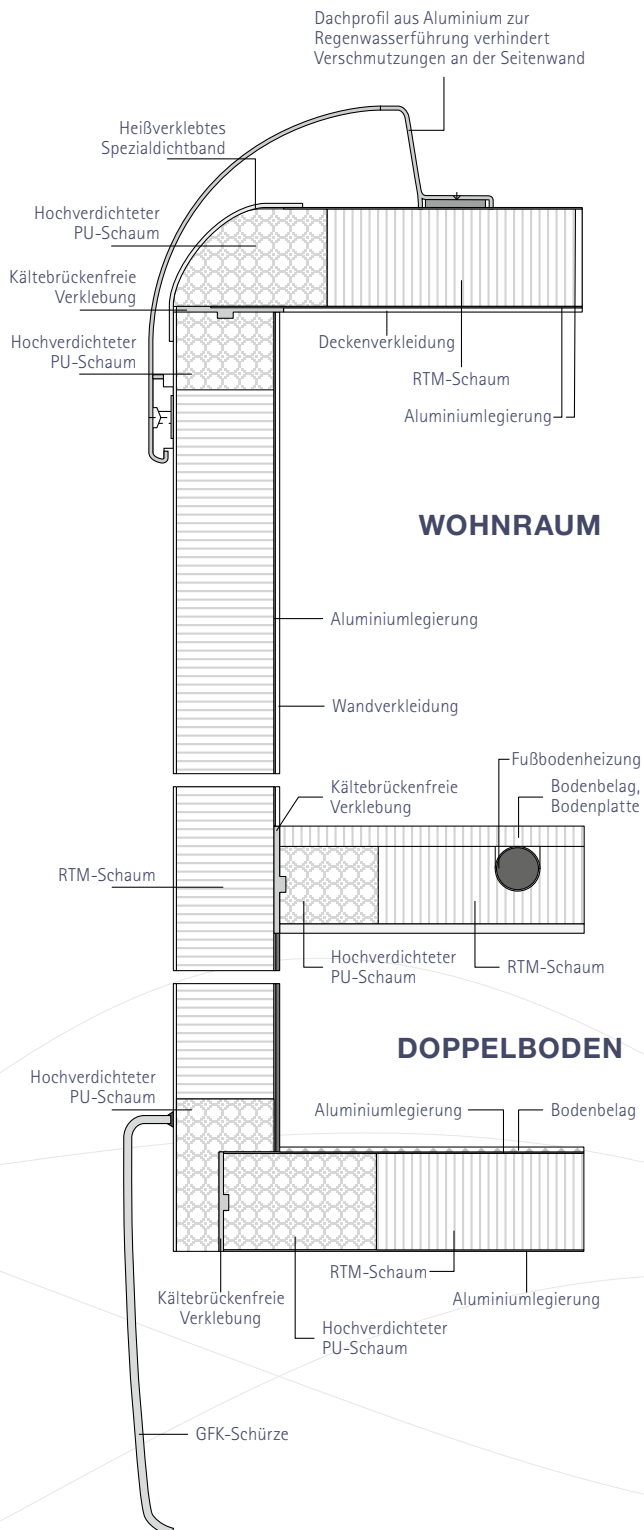 Dachprofil aus Aluminium zur
Regenwasserführung verhindert
Verschmutzungen an der Seitenwand
Heißverklebtes
Spezialdichtband
Hochverdichteter
PU-Schaum
Kältebrückenfreie
Verklebung
Hochverdichteter
PU-Schaum
Deckenverkleidung
RTM-Schaum
Aluminiumlegierung
WOHNRAUM
Aluminiumlegierung
Wandverkleidung
Fußbodenheizung
Kältebrückenfreie
Verklebung
Bodenbelag,
Bodenplatte
RTM-Schaum
Hochverdichteter
PU-Schaum
RTM-Schaum
DOPPELBODEN
Hochverdichteter
PU-Schaum
Aluminiumlegierung
Bodenbelag
RTM-Schaum
Kältebrückenfreie
Verklebung
Aluminiumlegierung
Hochverdichteter
PU-Schaum
GFK-Schürze